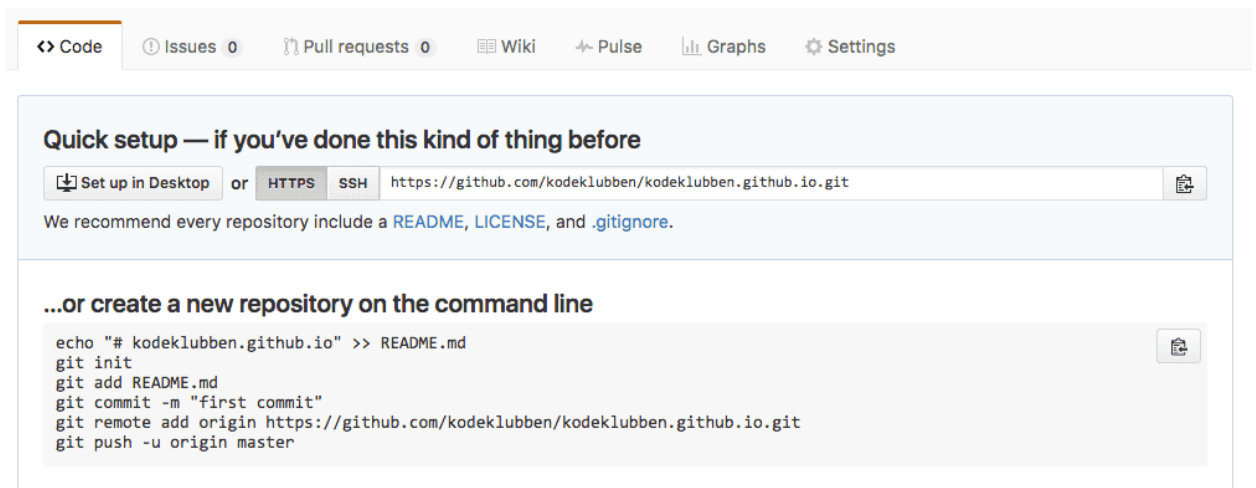 Code Issues 0 Pull requests 0 Wiki Pulse Graphs Settings
Quick setup — if you’ve done this kind of thing before
Set up in Desktop or HTTPS SSH https://github.com/kodeklubben/kodeklubben.github.io.git
We recommend every repository include a README, LICENSE, and .gitignore.
...or create a new repository on the command line
echo "# kodeklubben.github.io" >> README.md
git init
git add README.md
git commit -m "first commit"
git remote add origin https://github.com/kodeklubben/kodeklubben.github.io.git
git push -u origin master